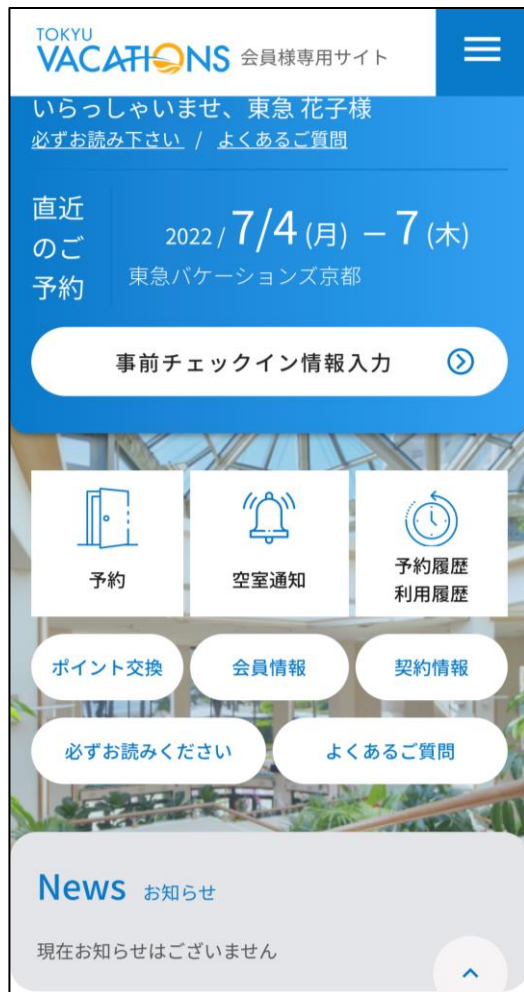 TOKYU
VACATIONS 会員様専用サイト
いらっしゃいませ、東急 花子様
必ずお読み下さい / よくあるご質問
直近
のご
予約
2022 / 7/4 (月) – 7 (木)
東急バケーションズ京都
事前チェックイン情報入力
予約
空室通知
予約履歴
利用履歴
ポイント交換
会員情報
契約情報
必ずお読みください
よくあるご質問
News お知らせ
現在お知らせはございません